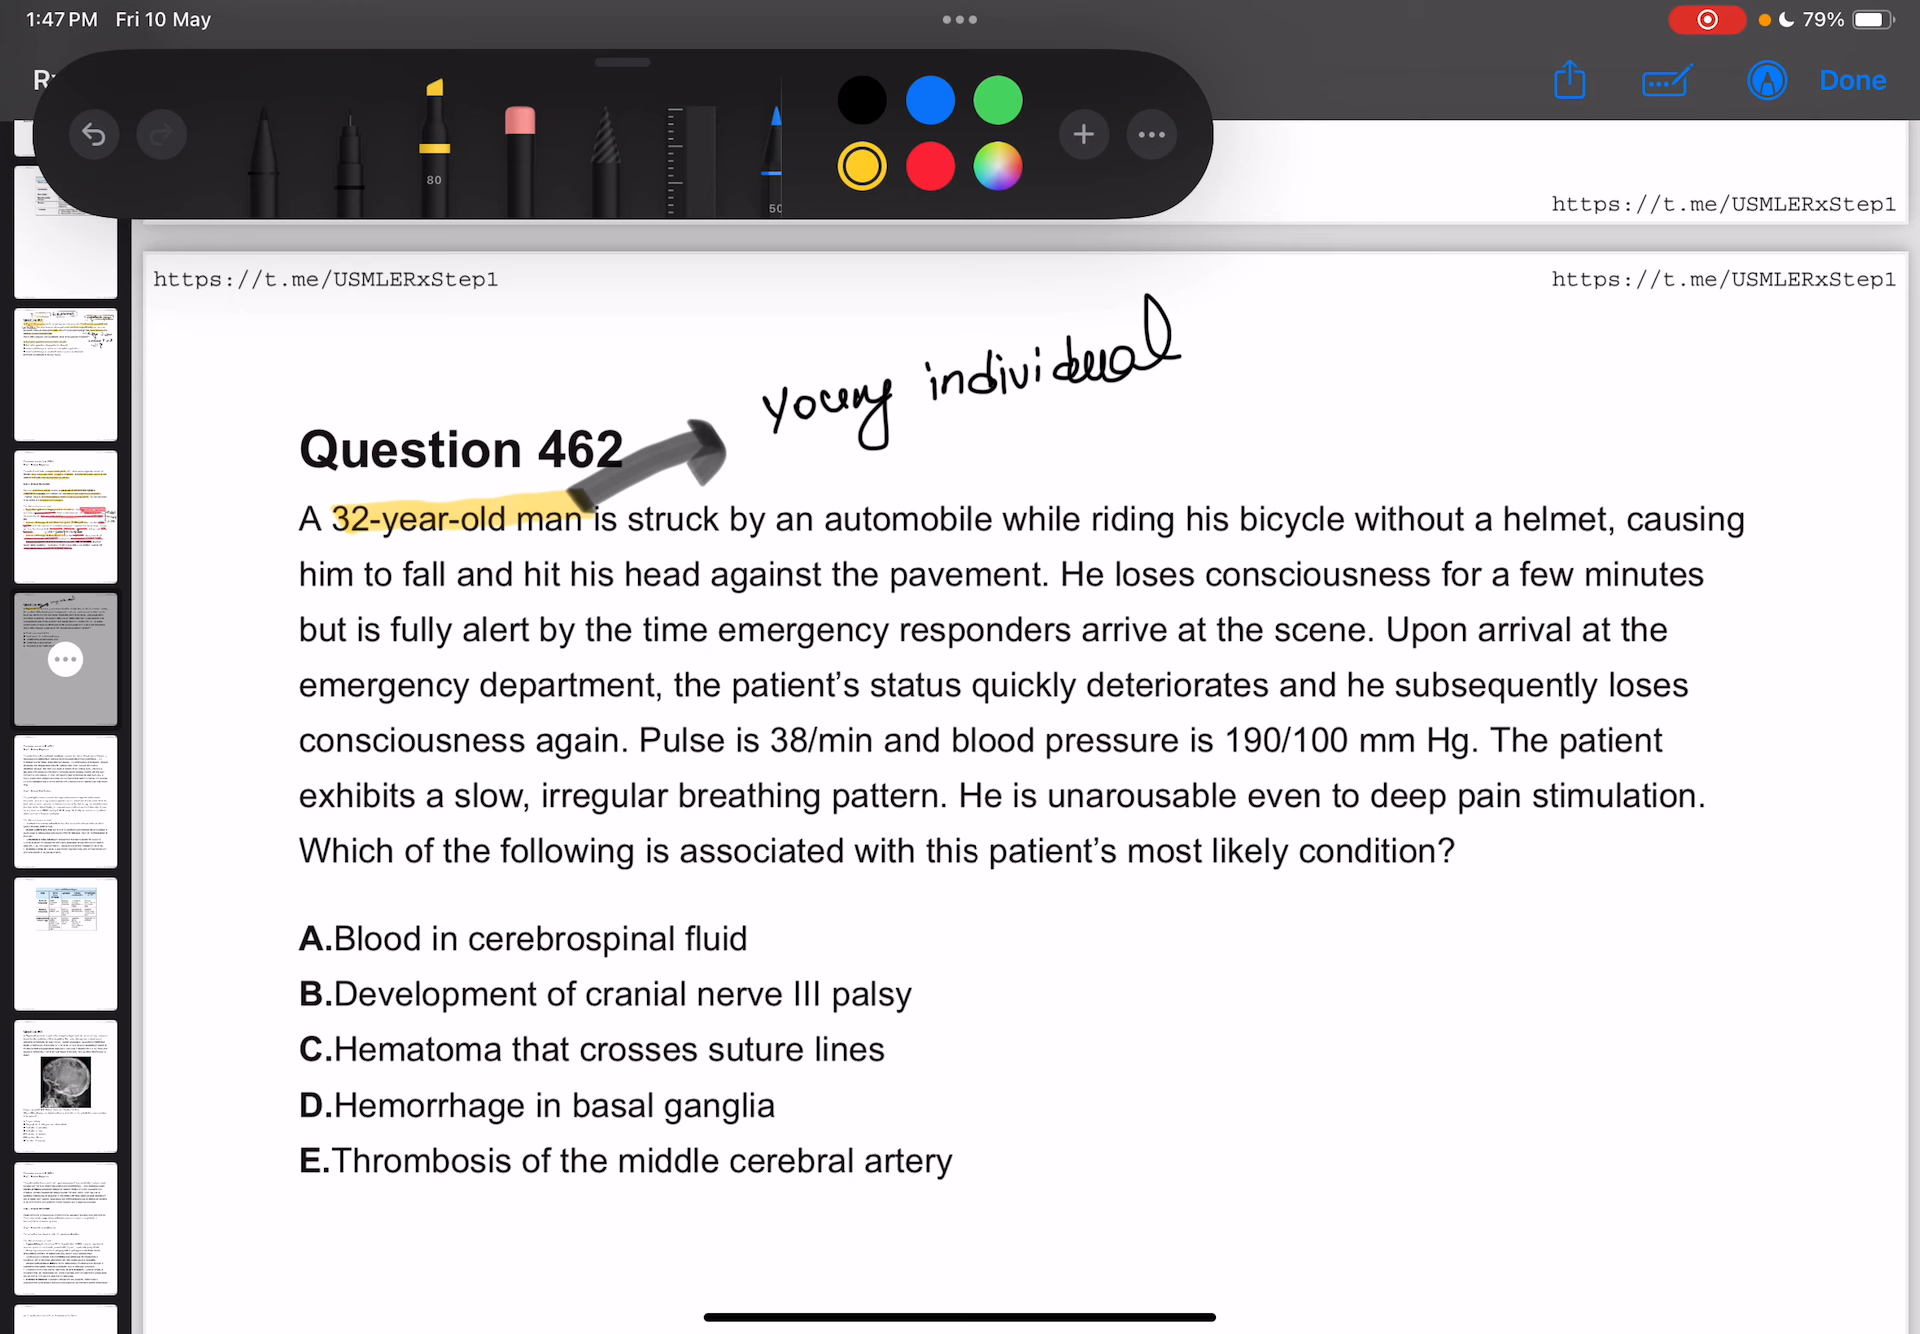 1:47 PM Fri 10 May
79%
R
Done
80
50
https://t.me/USMLERxStep1
https://t.me/USMLERxStep1 https://t.me/USMLERxStep1
young individual
Question 462
A 32-year-old man is struck by an automobile while riding his bicycle without a helmet, causing
him to fall and hit his head against the pavement. He loses consciousness for a few minutes
but is fully alert by the time emergency responders arrive at the scene. Upon arrival at the
emergency department, the patient’s status quickly deteriorates and he subsequently loses
consciousness again. Pulse is 38/min and blood pressure is 190/100 mm Hg. The patient
exhibits a slow, irregular breathing pattern. He is unarousable even to deep pain stimulation.
Which of the following is associated with this patient’s most likely condition?
A.Blood in cerebrospinal fluid
B.Development of cranial nerve III palsy
C.Hematoma that crosses suture lines
D.Hemorrhage in basal ganglia
E.Thrombosis of the middle cerebral artery